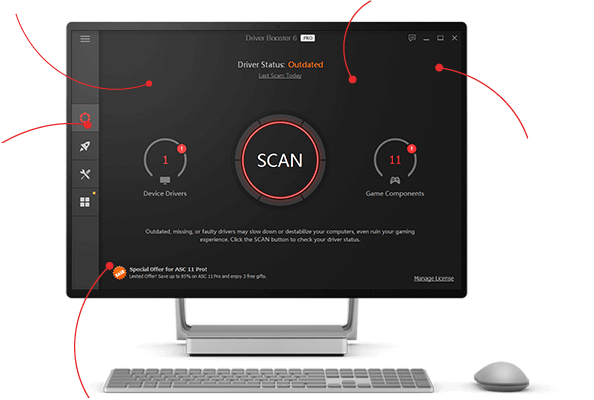 Driver Booster 6 PRO
Driver Status: Outdated
Last Scan: Today
SCAN
1
!
Device Drivers
11
!
Game Components
Outdated, missing, or faulty drivers may slow down or destabilize your computers, even ruin your gaming
experience. Click the SCAN button to check your driver status.
SALE
Special Offer for ASC 11 Pro!
Limited Offer! Save up to 85% on ASC 11 Pro and enjoy 3 free gifts.
Manage License